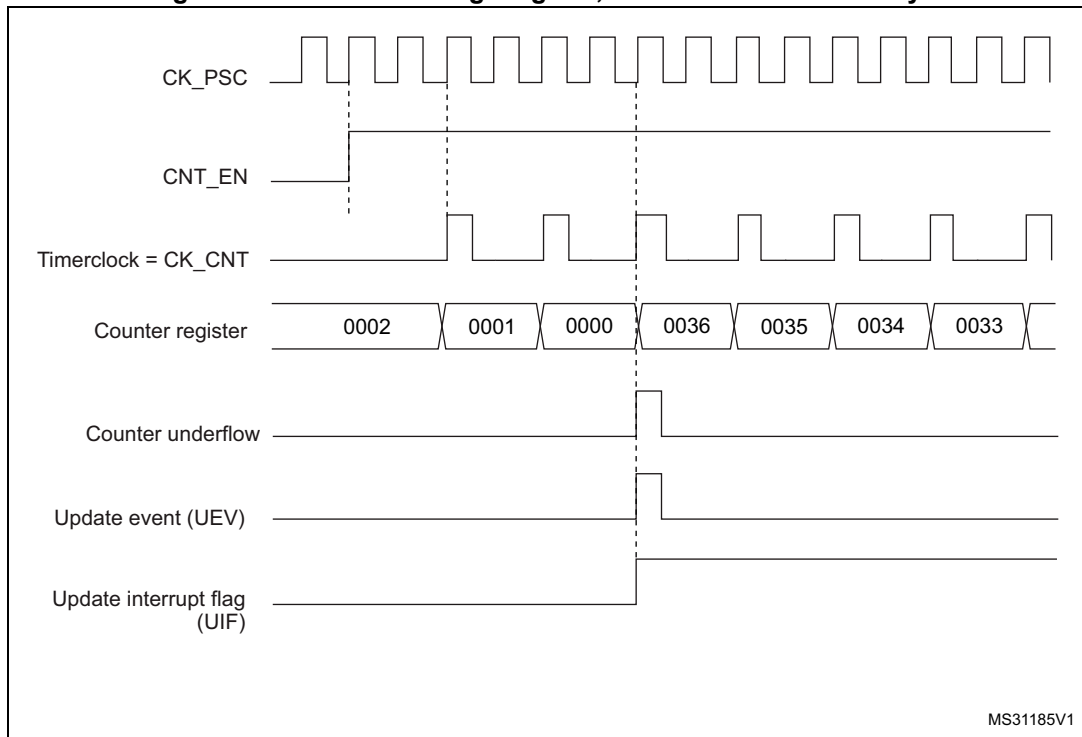 CK_PSC
CNT_EN
Timerclock = CK_CNT
Counter register
0002
0001
0000
0036
0035
0034
0033
Counter underflow
Update event (UEV)
Update interrupt flag
(UIF)
MS31185V1